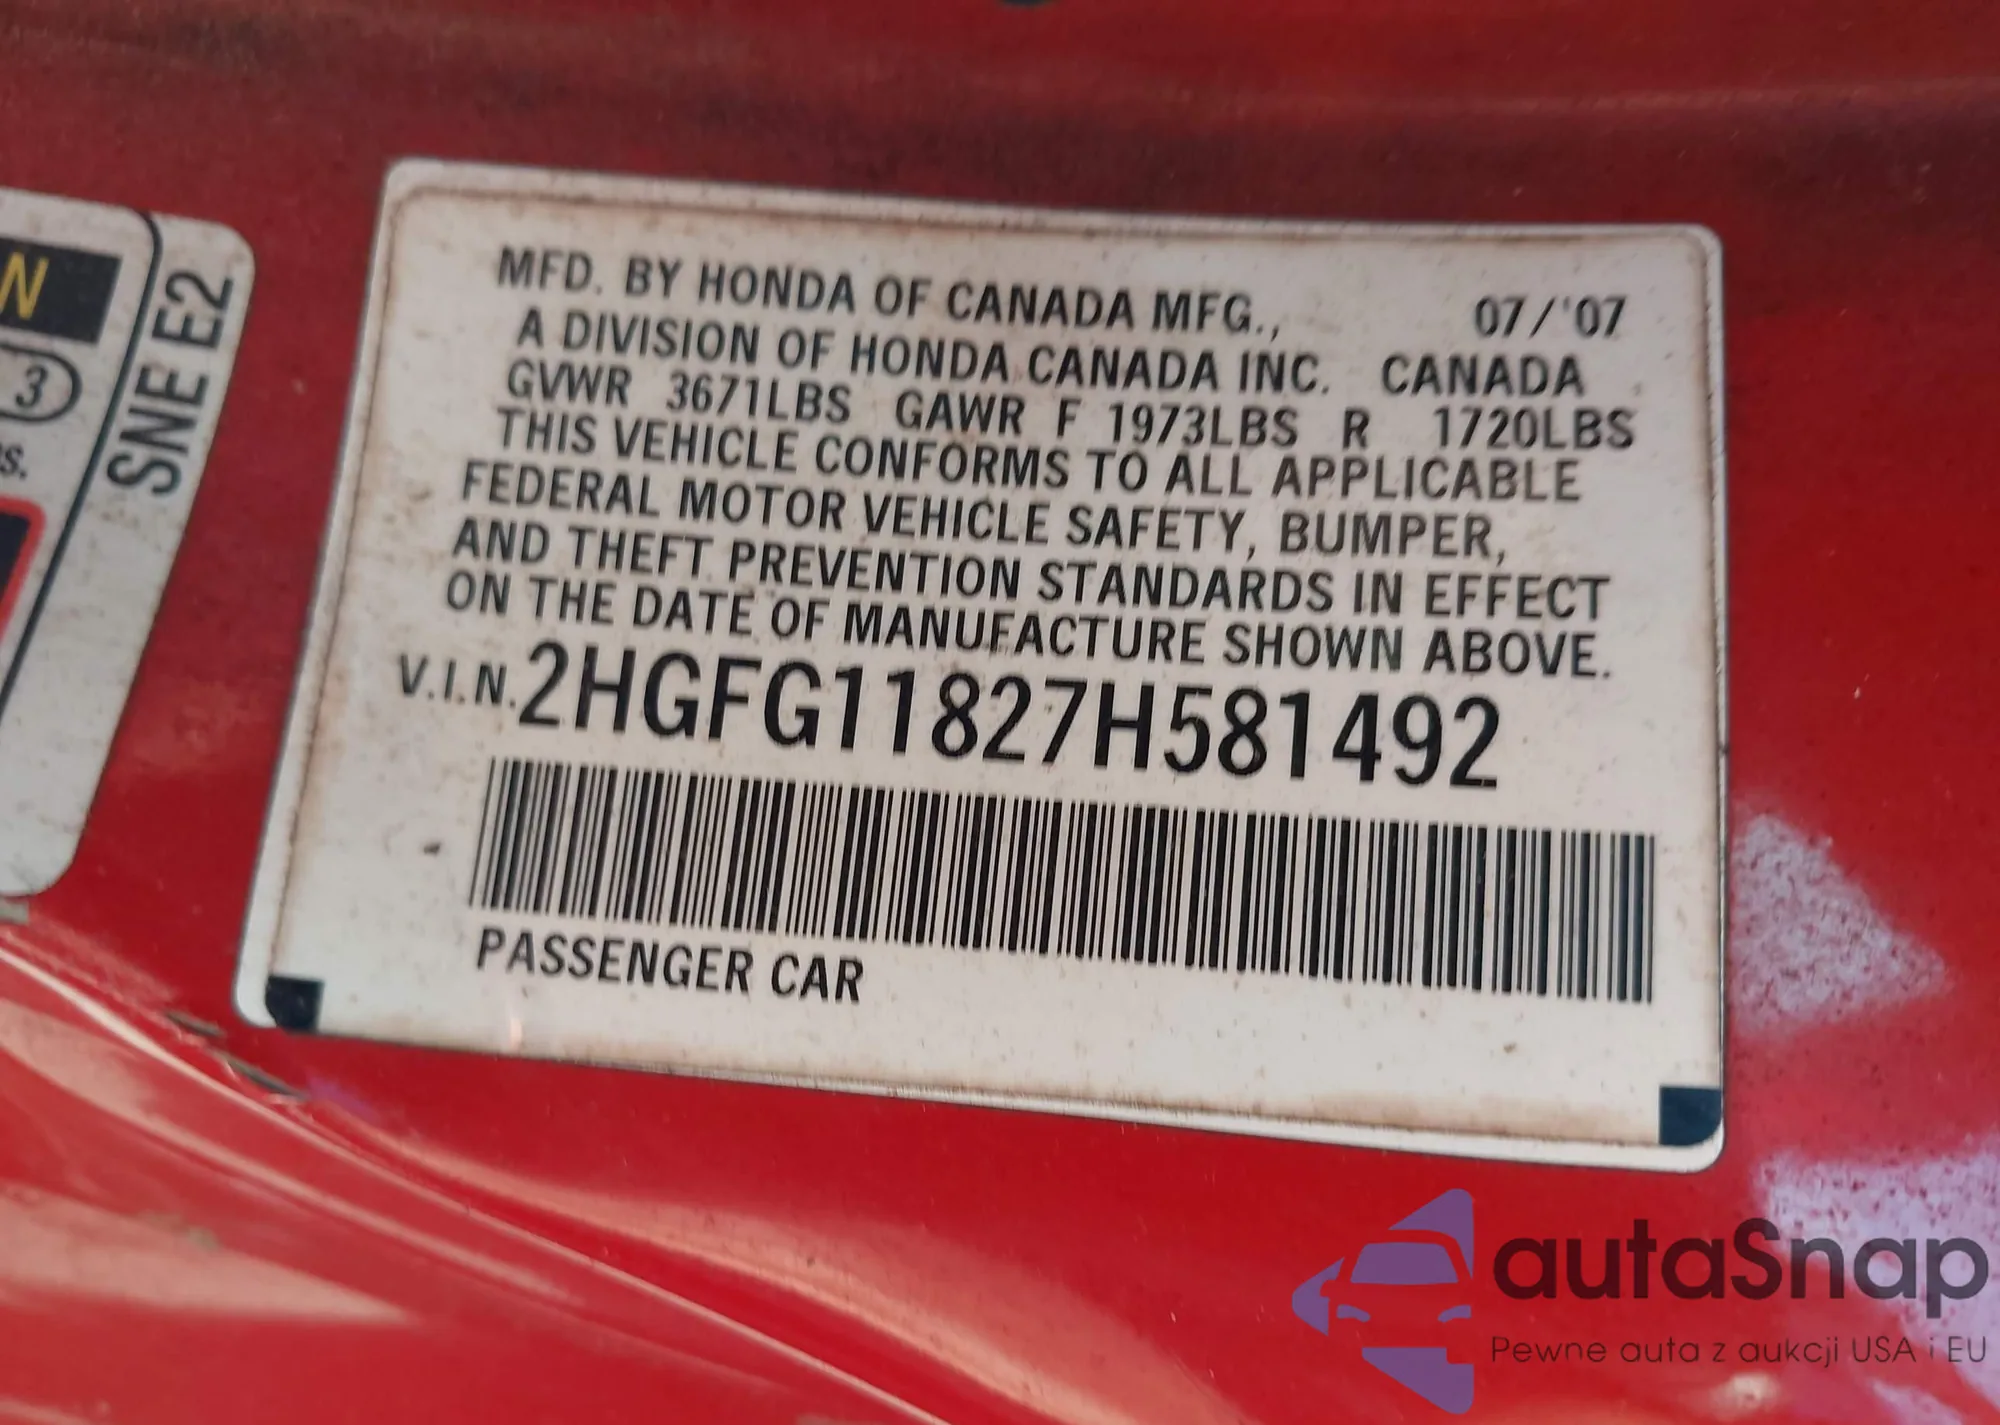 N
3
S.
SNE E2
MFD. BY HONDA OF CANADA MFG., 07/'07
A DIVISION OF HONDA CANADA INC. CANADA
GVWR 3671LBS GAWR F 1973LBS R 1720LBS
THIS VEHICLE CONFORMS TO ALL APPLICABLE
FEDERAL MOTOR VEHICLE SAFETY, BUMPER,
AND THEFT PREVENTION STANDARDS IN EFFECT
ON THE DATE OF MANUFACTURE SHOWN ABOVE.
V.I.N. 2HGFG11827H581492
PASSENGER CAR
autaSnap
Pewne auta z aukcji USA i EU